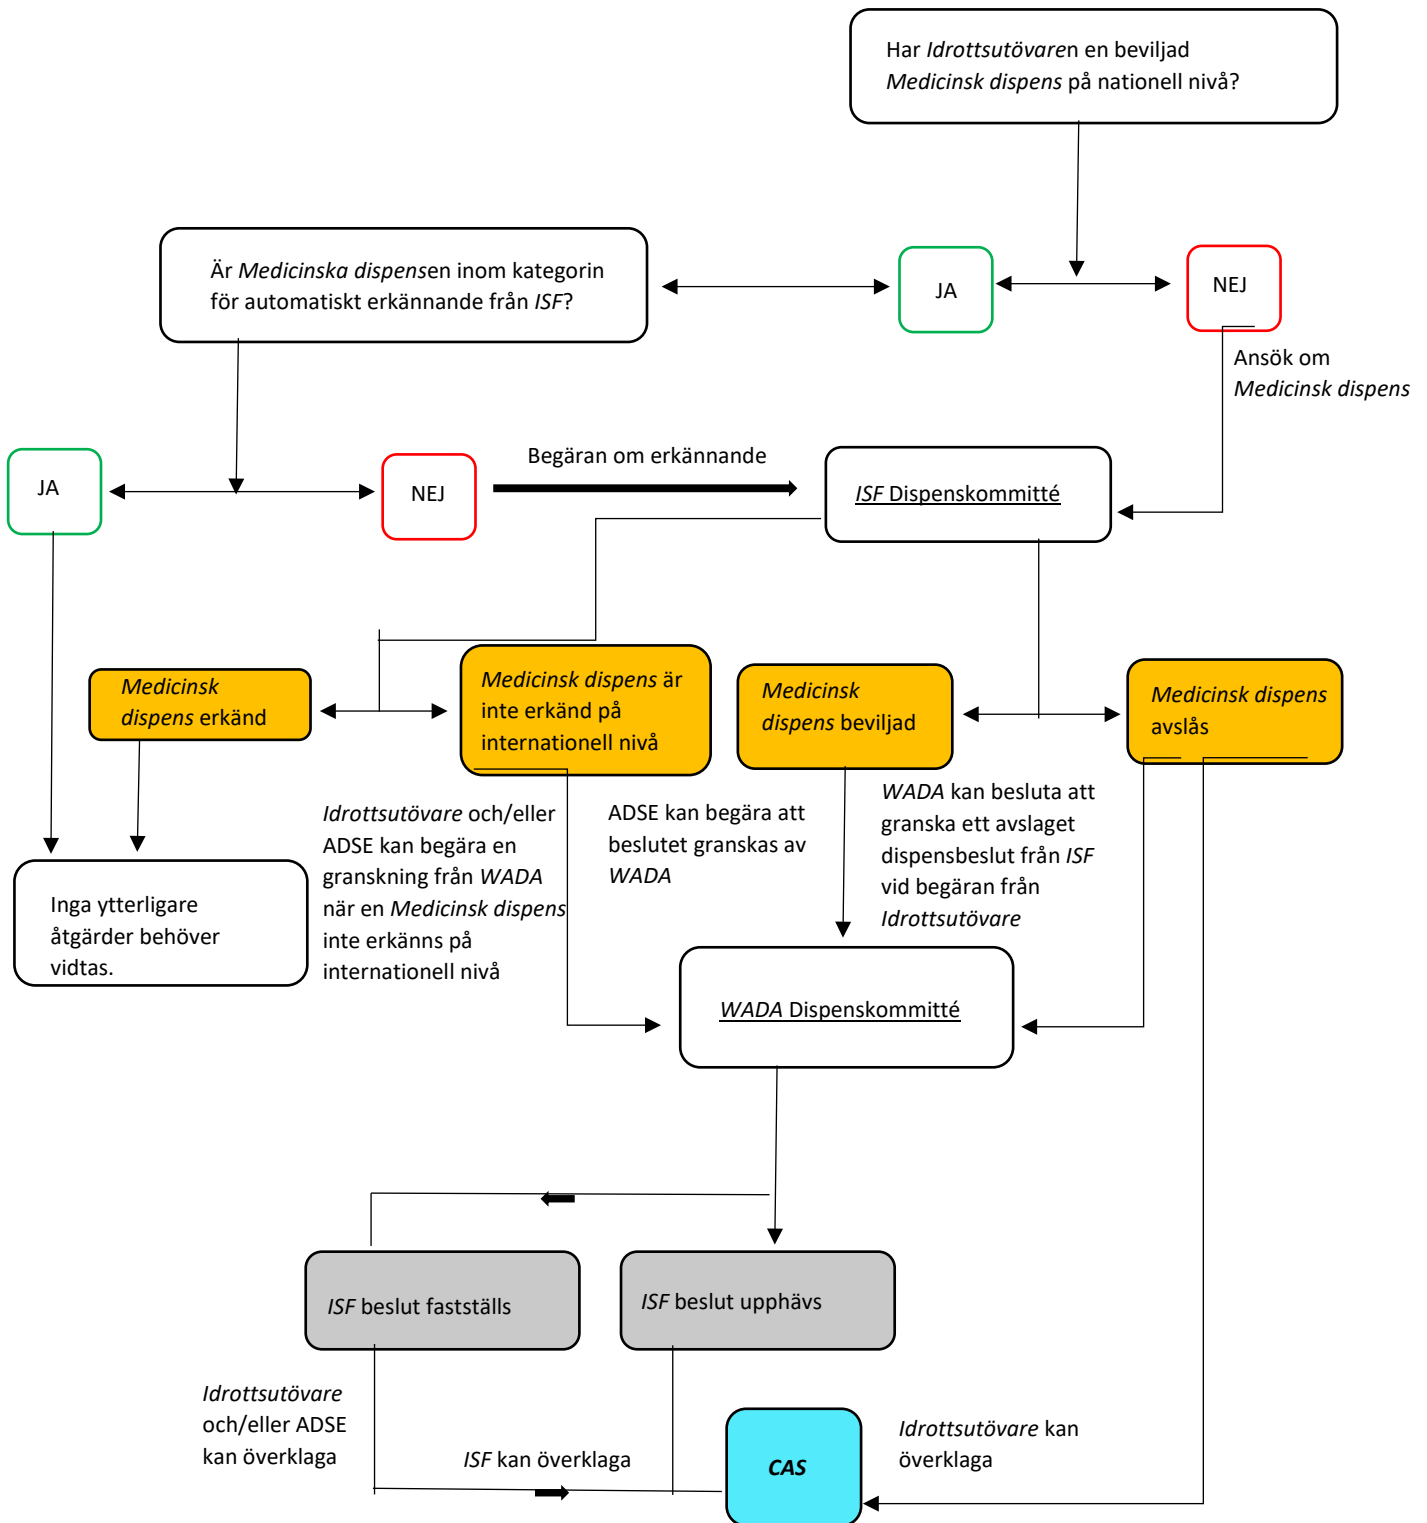 Har Idrottsutövaren en beviljad
Medicinsk dispens på nationell nivå?
Är Medicinska dispensen inom kategorin
för automatiskt erkännande från ISF?
JA
NEJ
Ansök om
Medicinsk dispens
JA
NEJ
Begäran om erkännande
ISF Dispenskommitté
Medicinsk
dispens erkänd
Medicinsk dispens är
inte erkänd på
internationell nivå
Medicinsk
dispens beviljad
Medicinsk dispens
avslås
Idrottsutövare och/eller
ADSE kan begära en
granskning från WADA
när en Medicinsk dispens
inte erkänns på
internationell nivå
ADSE kan begära att
beslutet granskas av
WADA
WADA kan besluta att
granska ett avslaget
dispensbeslut från ISF
vid begäran från
Idrottsutövare
Inga ytterligare
åtgärder behöver
vidtas.
WADA Dispenskommitté
ISF beslut fastställs
ISF beslut upphävs
Idrottsutövare
och/eller ADSE
kan överklaga
ISF kan överklaga
CAS
Idrottsutövare kan
överklaga